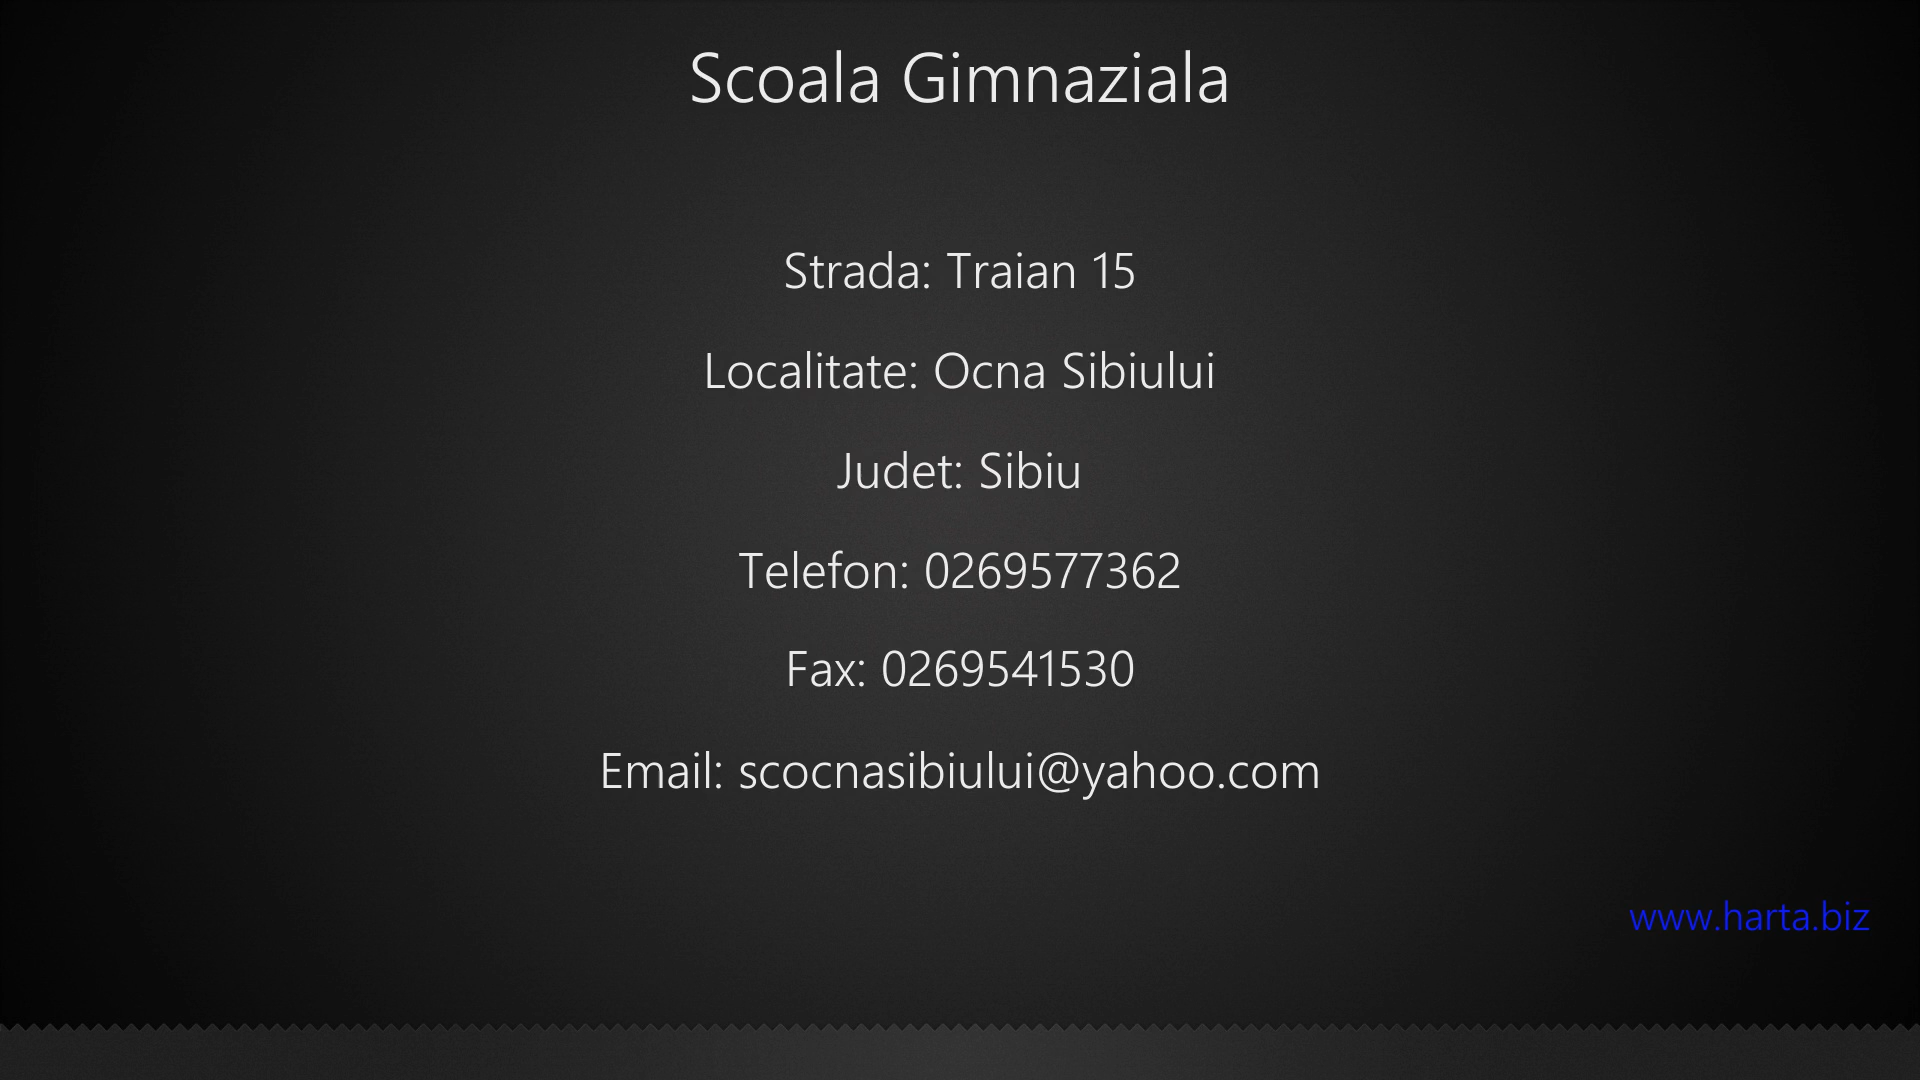 Scoala Gimnaziala
Strada: Traian 15
Localitate: Ocna Sibiului
Judet: Sibiu
Telefon: 0269577362
Fax: 0269541530
Email: scocnasibiului@yahoo.com
www.harta.biz